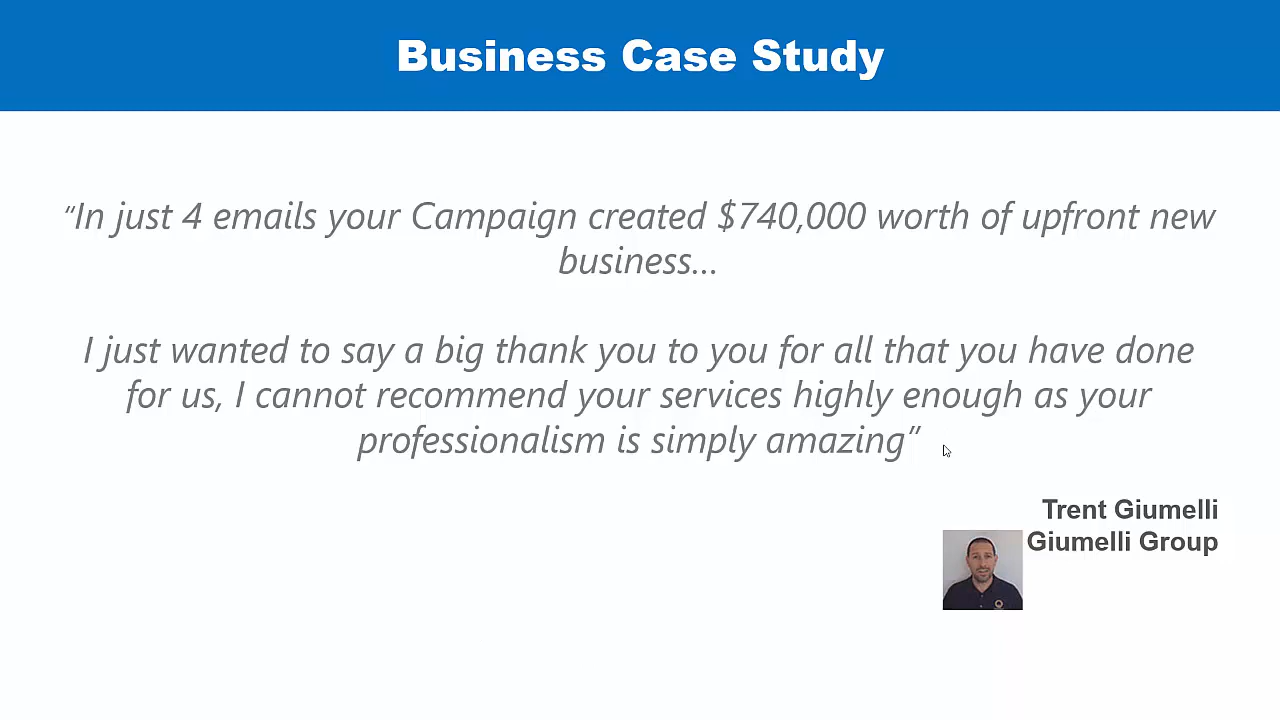 Business Case Study
“In just 4 emails your Campaign created $740,000 worth of upfront new
business...
I just wanted to say a big thank you to you for all that you have done
for us, I cannot recommend your services highly enough as your
professionalism is simply amazing”
Trent Giumelli
Giumelli Group